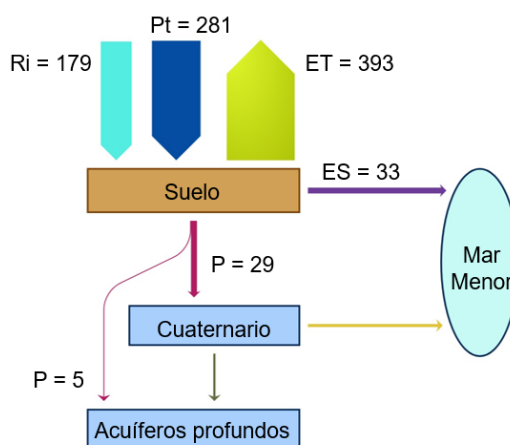 Pt = 281
Ri = 179
ET = 393
Suelo
ES = 33
Mar
Menor
P = 29
Cuaternario
P = 5
Acuíferos profundos